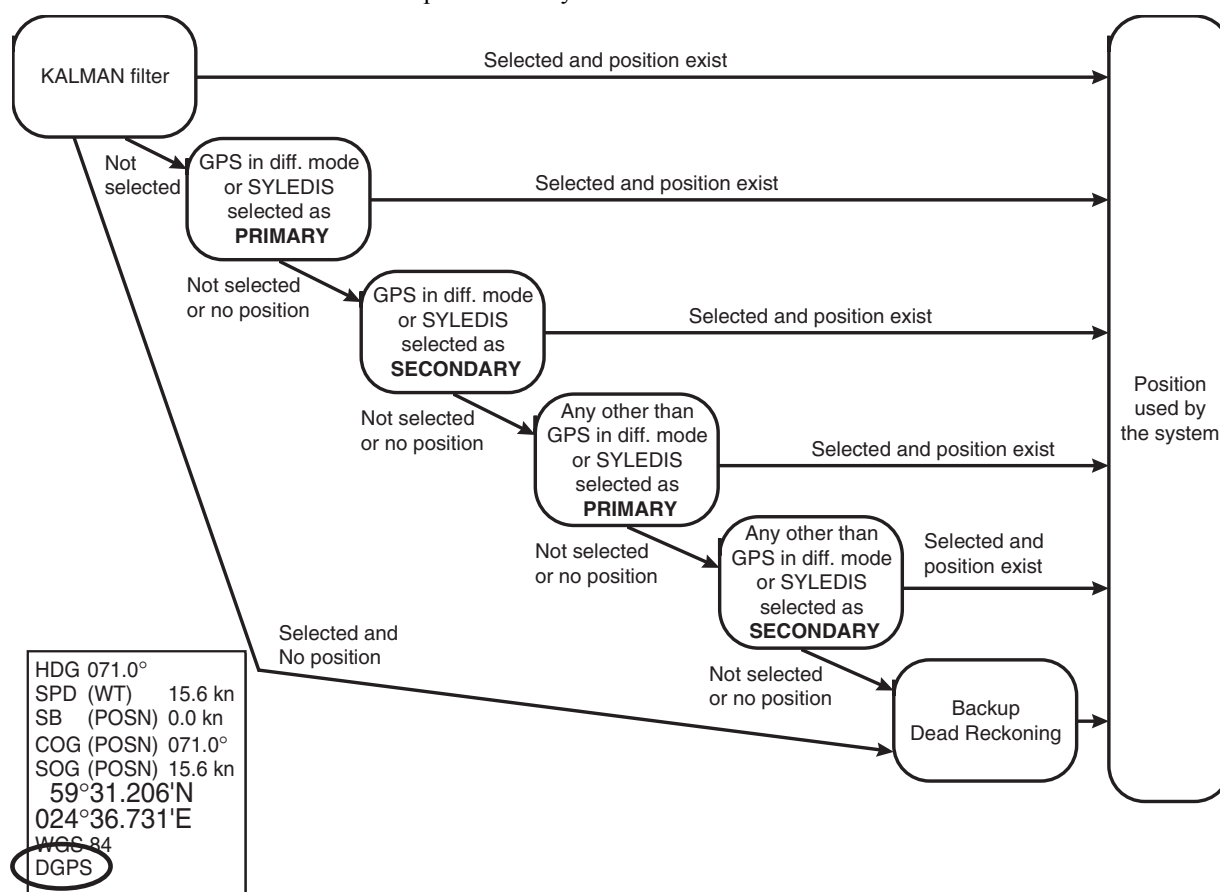 KALMAN filter
Selected and position exist
Not
selected
GPS in diff. mode
or SYLEDIS
selected as
PRIMARY
Selected and position exist
Not selected
or no position
GPS in diff. mode
or SYLEDIS
selected as
SECONDARY
Selected and position exist
Not selected
or no position
Any other than
GPS in diff. mode
or SYLEDIS
selected as
PRIMARY
Selected and position exist
Position
used by
the system
Not selected
or no position
Any other than
GPS in diff. mode
or SYLEDIS
selected as
SECONDARY
Selected and
position exist
Selected and
No position
Not selected
or no position
Backup
Dead Reckoning
HDG 071.0°
SPD (WT) 15.6 kn
SB (POSN) 0.0 kn
COG (POSN) 071.0°
SOG (POSN) 15.6 kn
59°31.206'N
024°36.731'E
WGS 84
DGPS